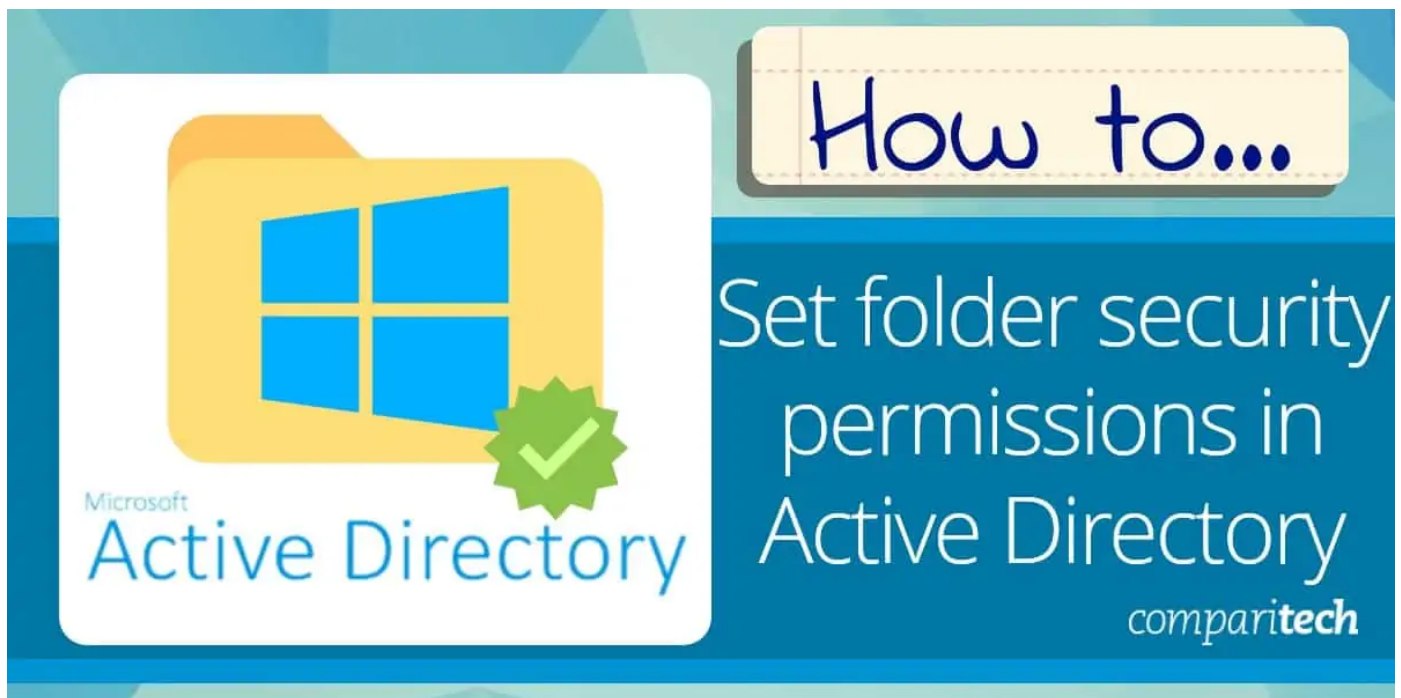 How to...
Set folder security
permissions in
Active Directory
comparitech
Microsoft
Active Directory